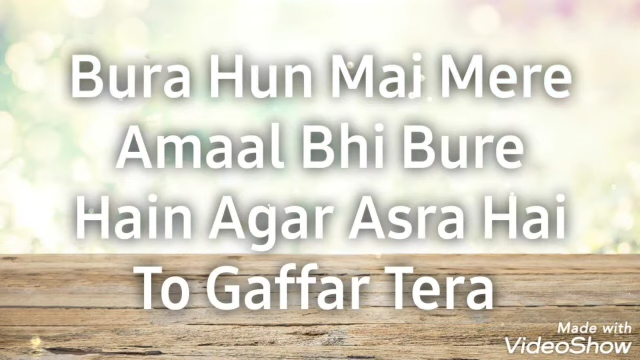 Bura Hun Mai Mere
Amaal Bhi Bure
Hain Agar Asra Hai
To Gaffar Tera
Made with
VideoShow